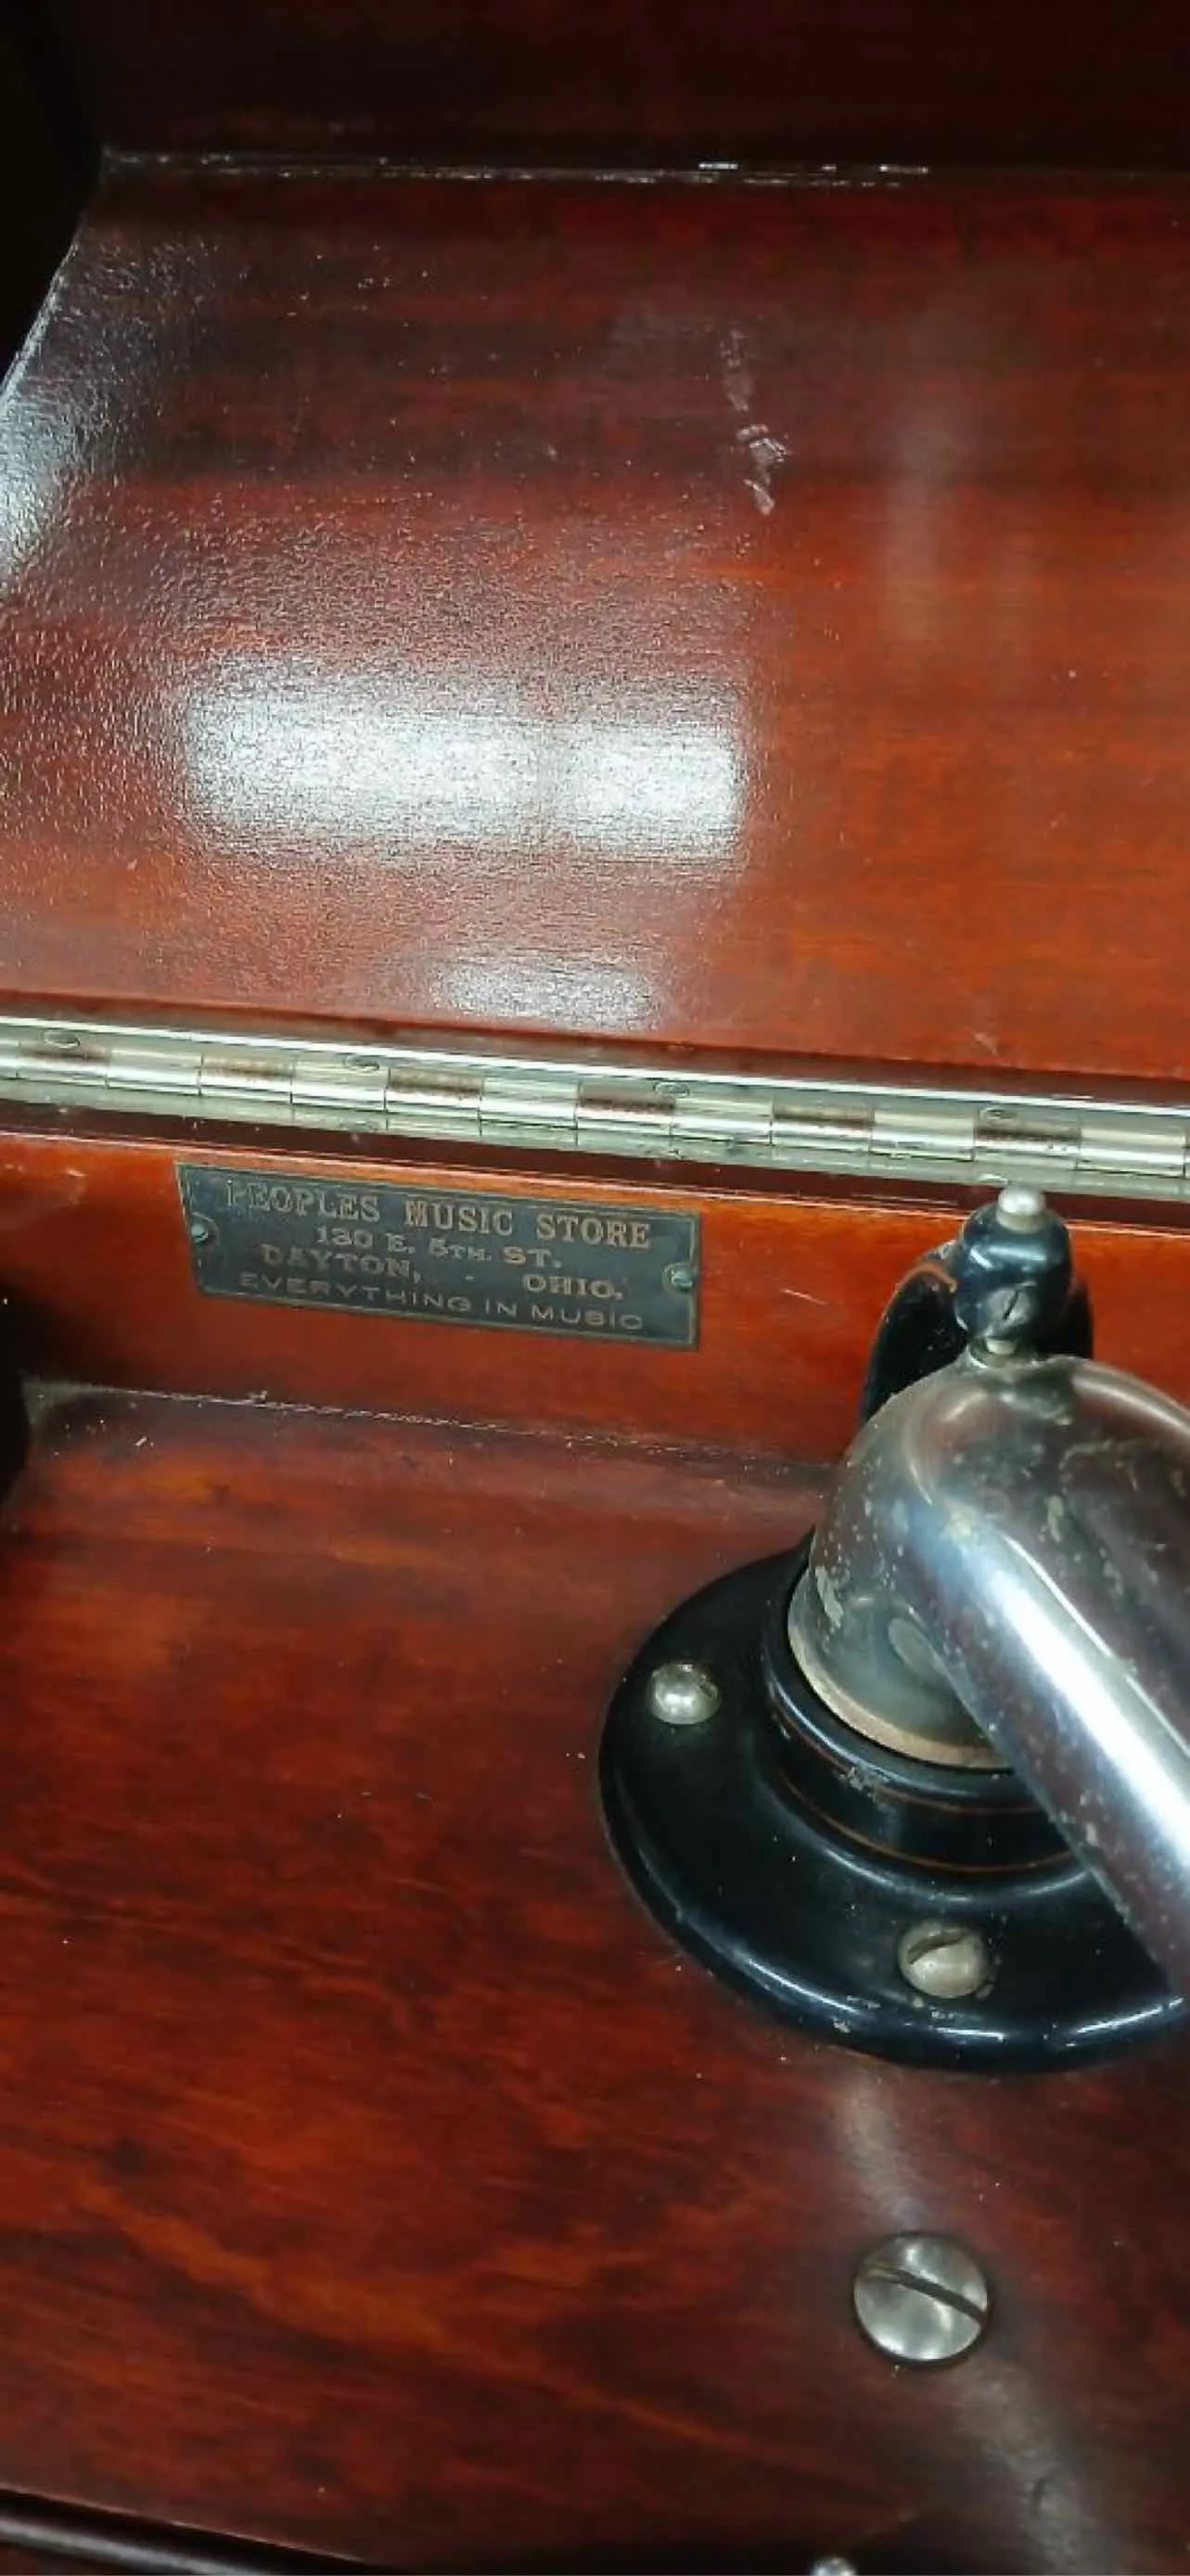 PEOPLES MUSIC STORE
130 E. 5TH. ST.
DAYTON, - OHIO.
EVERYTHING IN MUSIC